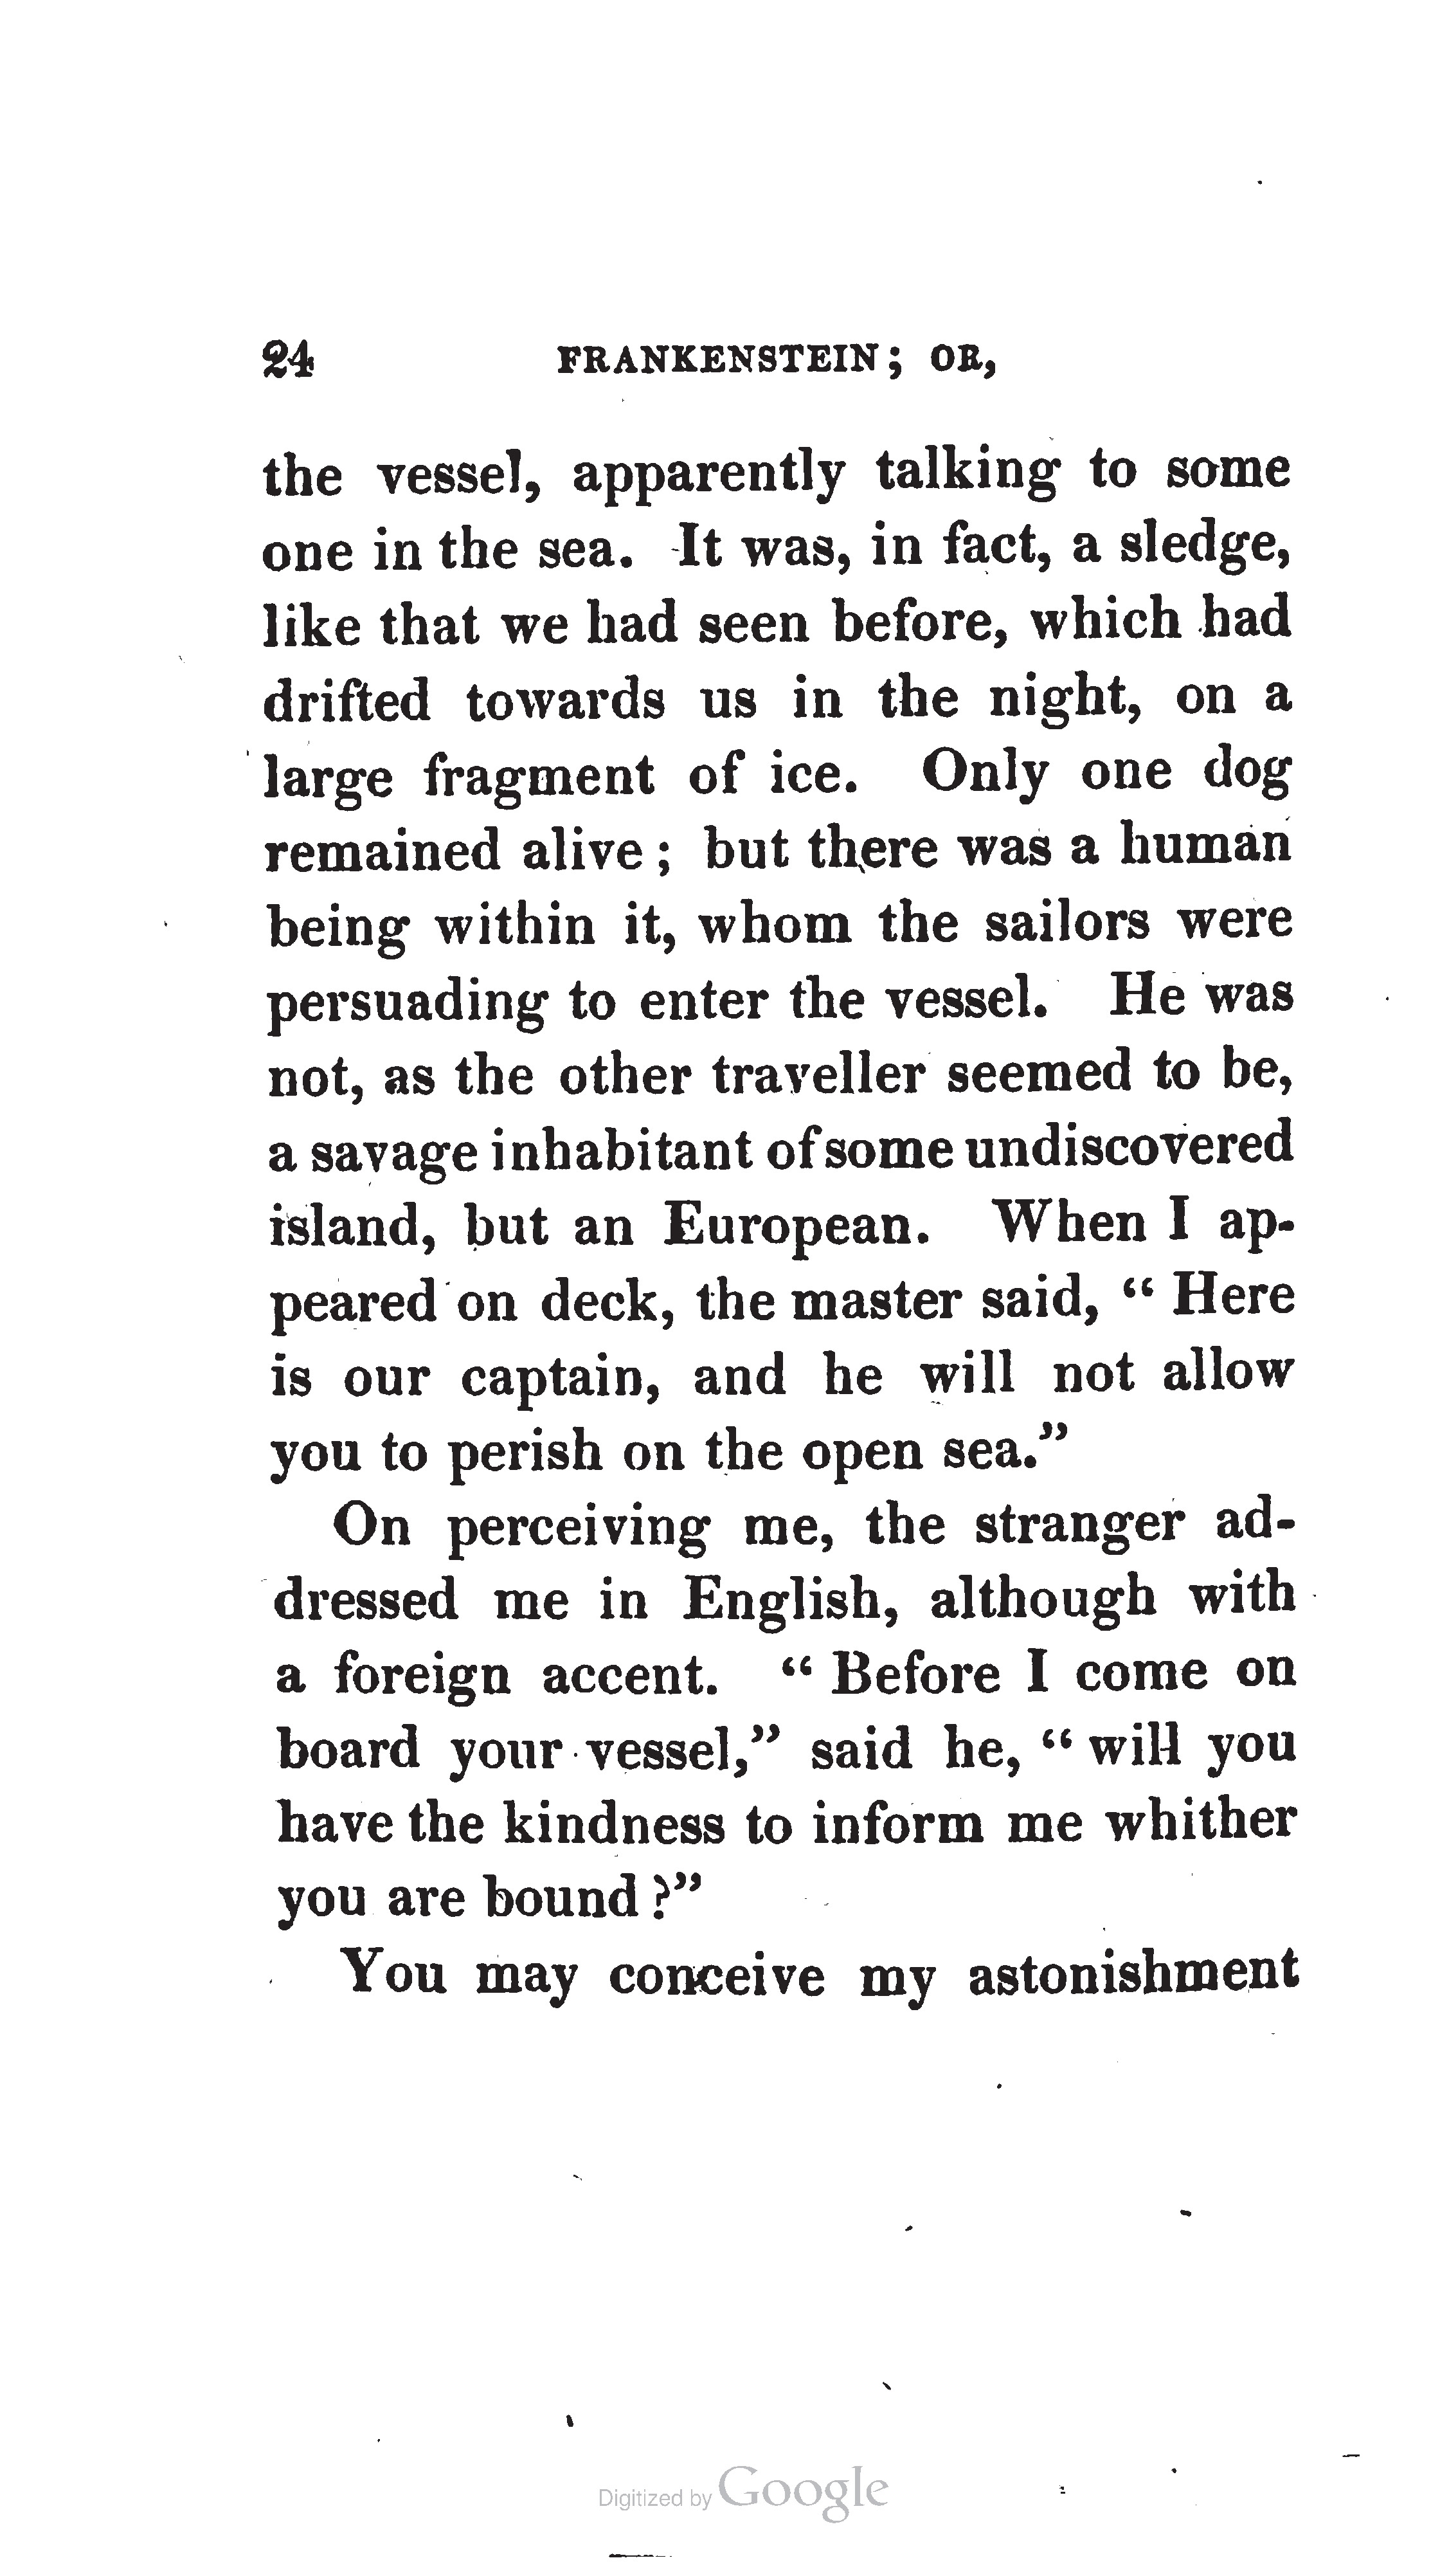 24 FRANKENSTEIN; OR,
the vessel, apparently talking to some
one in the sea. It was, in fact, a sledge,
like that we had seen before, which had
drifted towards us in the night, on a
large fragment of ice. Only one dog
remained alive; but there was a human
being within it, whom the sailors were
persuading to enter the vessel. He was
not, as the other traveller seemed to be,
a savage inhabitant of some undiscovered
island, but an European. When I ap-
peared on deck, the master said, “Here
is our captain, and he will not allow
you to perish on the open sea.”
On perceiving me, the stranger ad-
dressed me in English, although with
a foreign accent. “Before I come on
board your vessel,” said he, “will you
have the kindness to inform me whither
you are bound?”
You may conceive my astonishment
Digitized by Google